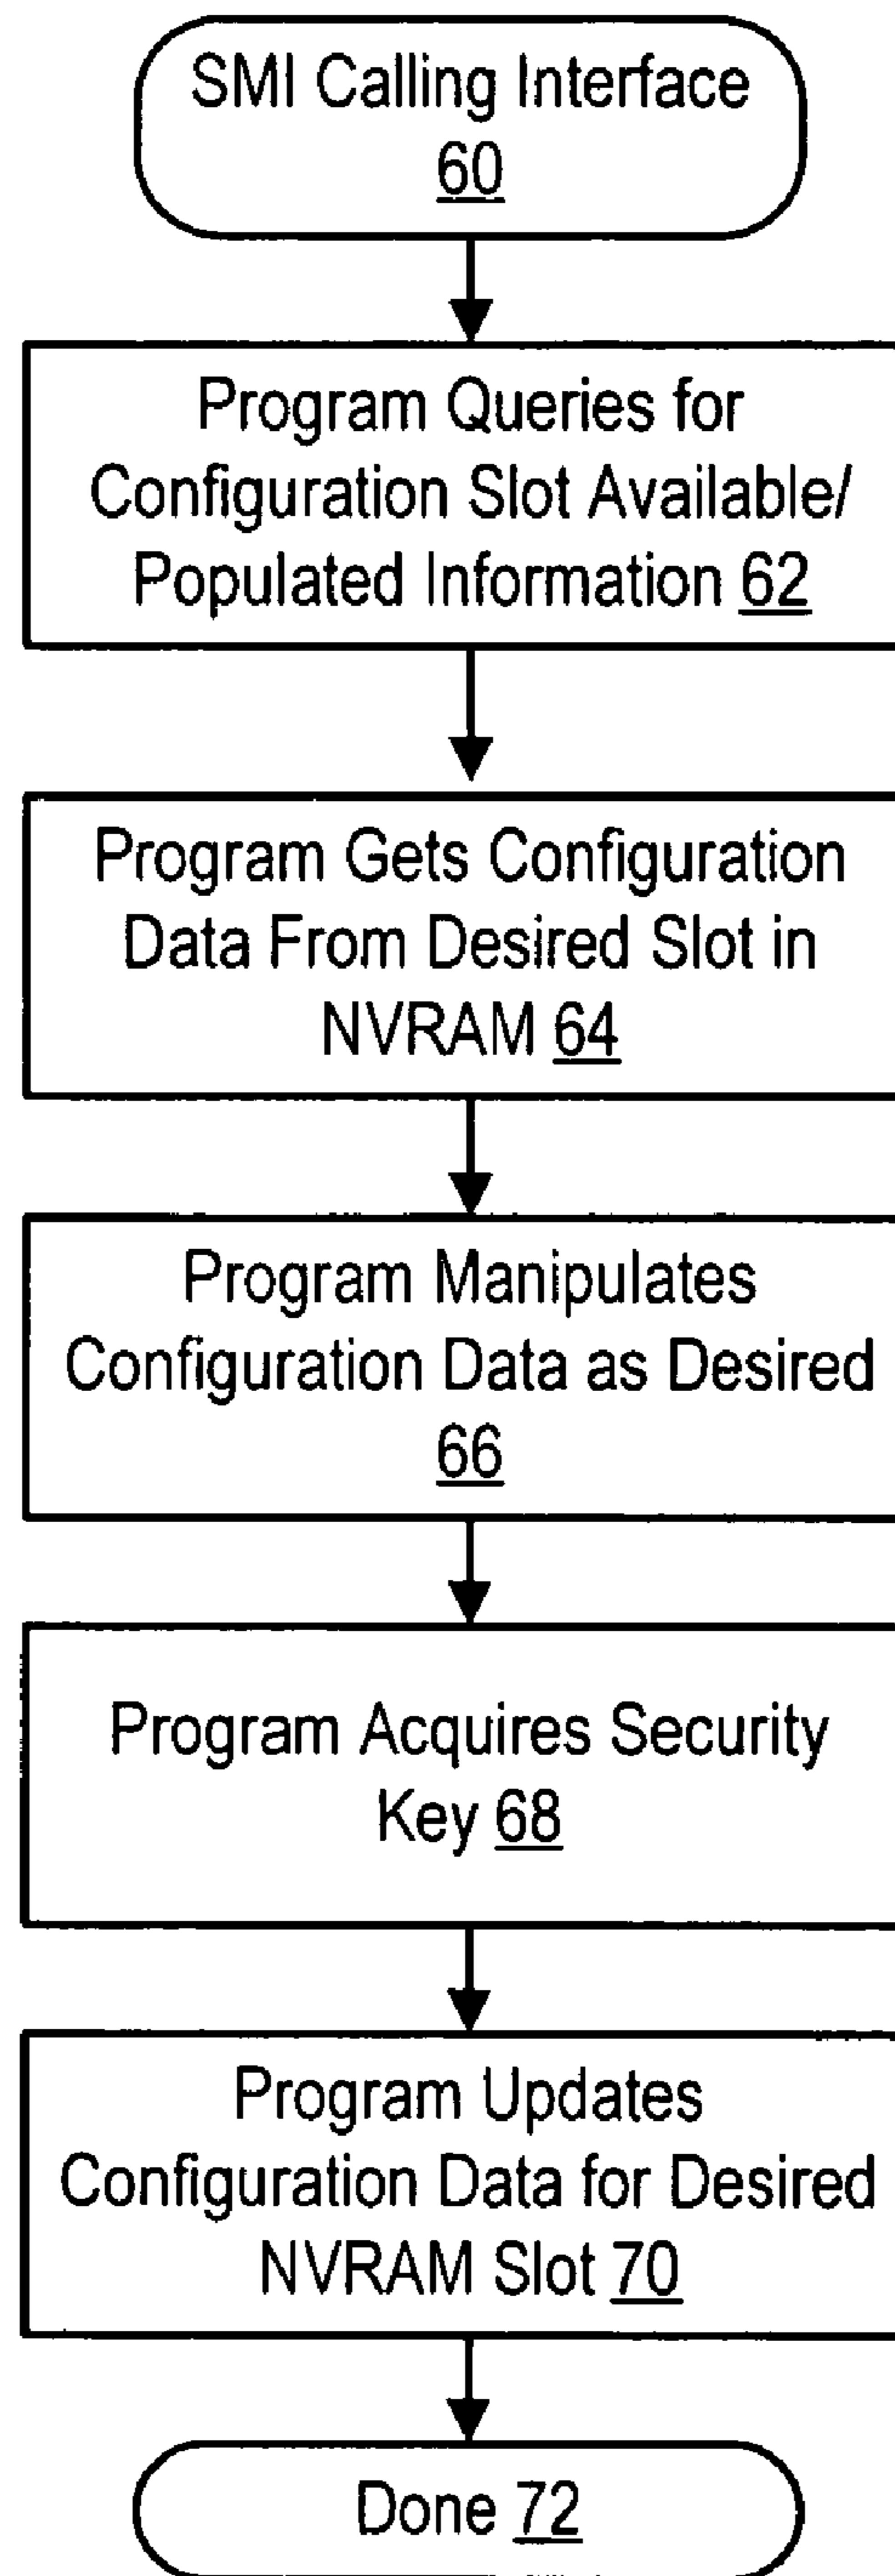 SMI Calling Interface
60
Program Queries for
Configuration Slot Available/
Populated Information 62
Program Gets Configuration
Data From Desired Slot in
NVRAM 64
Program Manipulates
Configuration Data as Desired
66
Program Acquires Security
Key 68
Program Updates
Configuration Data for Desired
NVRAM Slot 70
Done 72